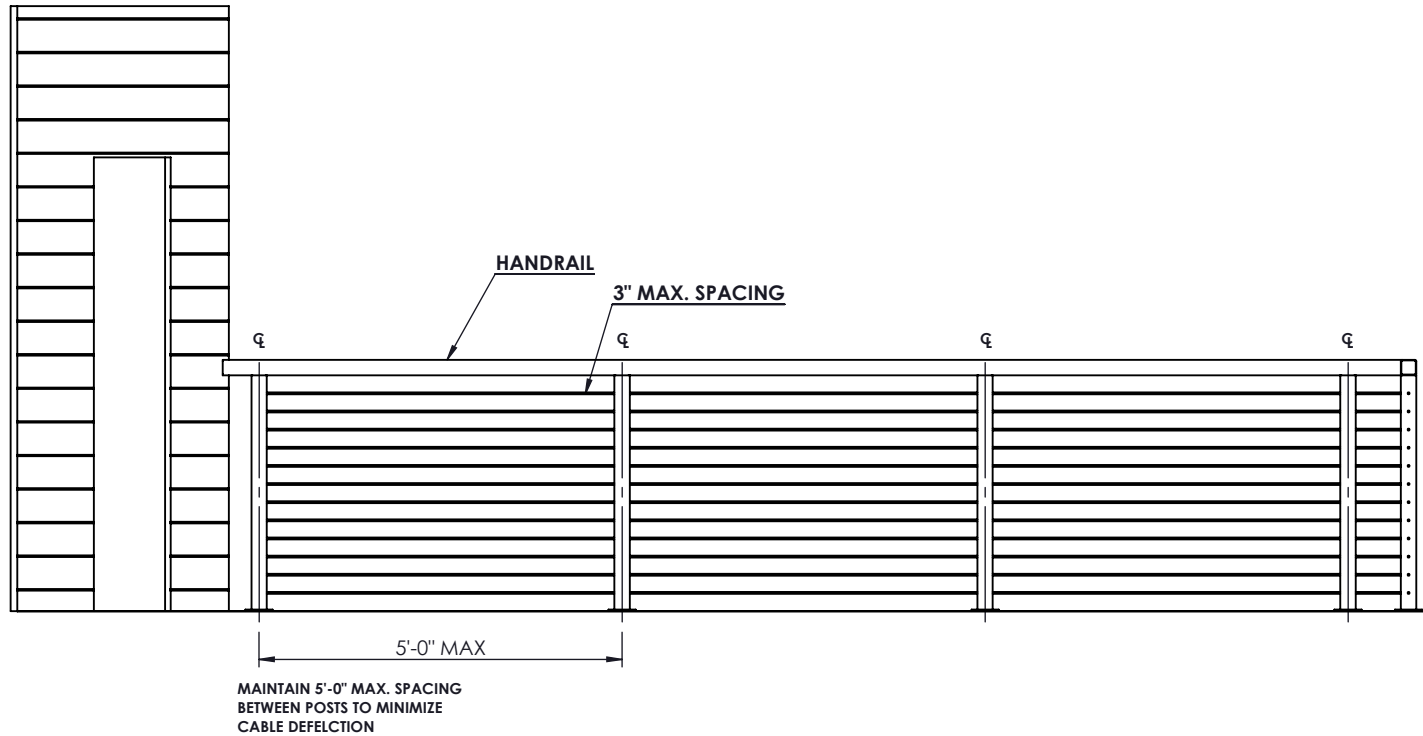 HANDRAIL
3" MAX. SPACING
℄ ℄ ℄ ℄
5'-0" MAX
MAINTAIN 5'-0" MAX. SPACING
BETWEEN POSTS TO MINIMIZE
CABLE DEFELCTION